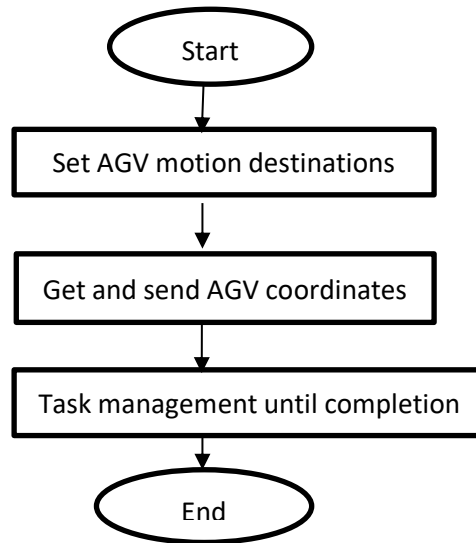 Start
Set AGV motion destinations
Get and send AGV coordinates
Task management until completion
End